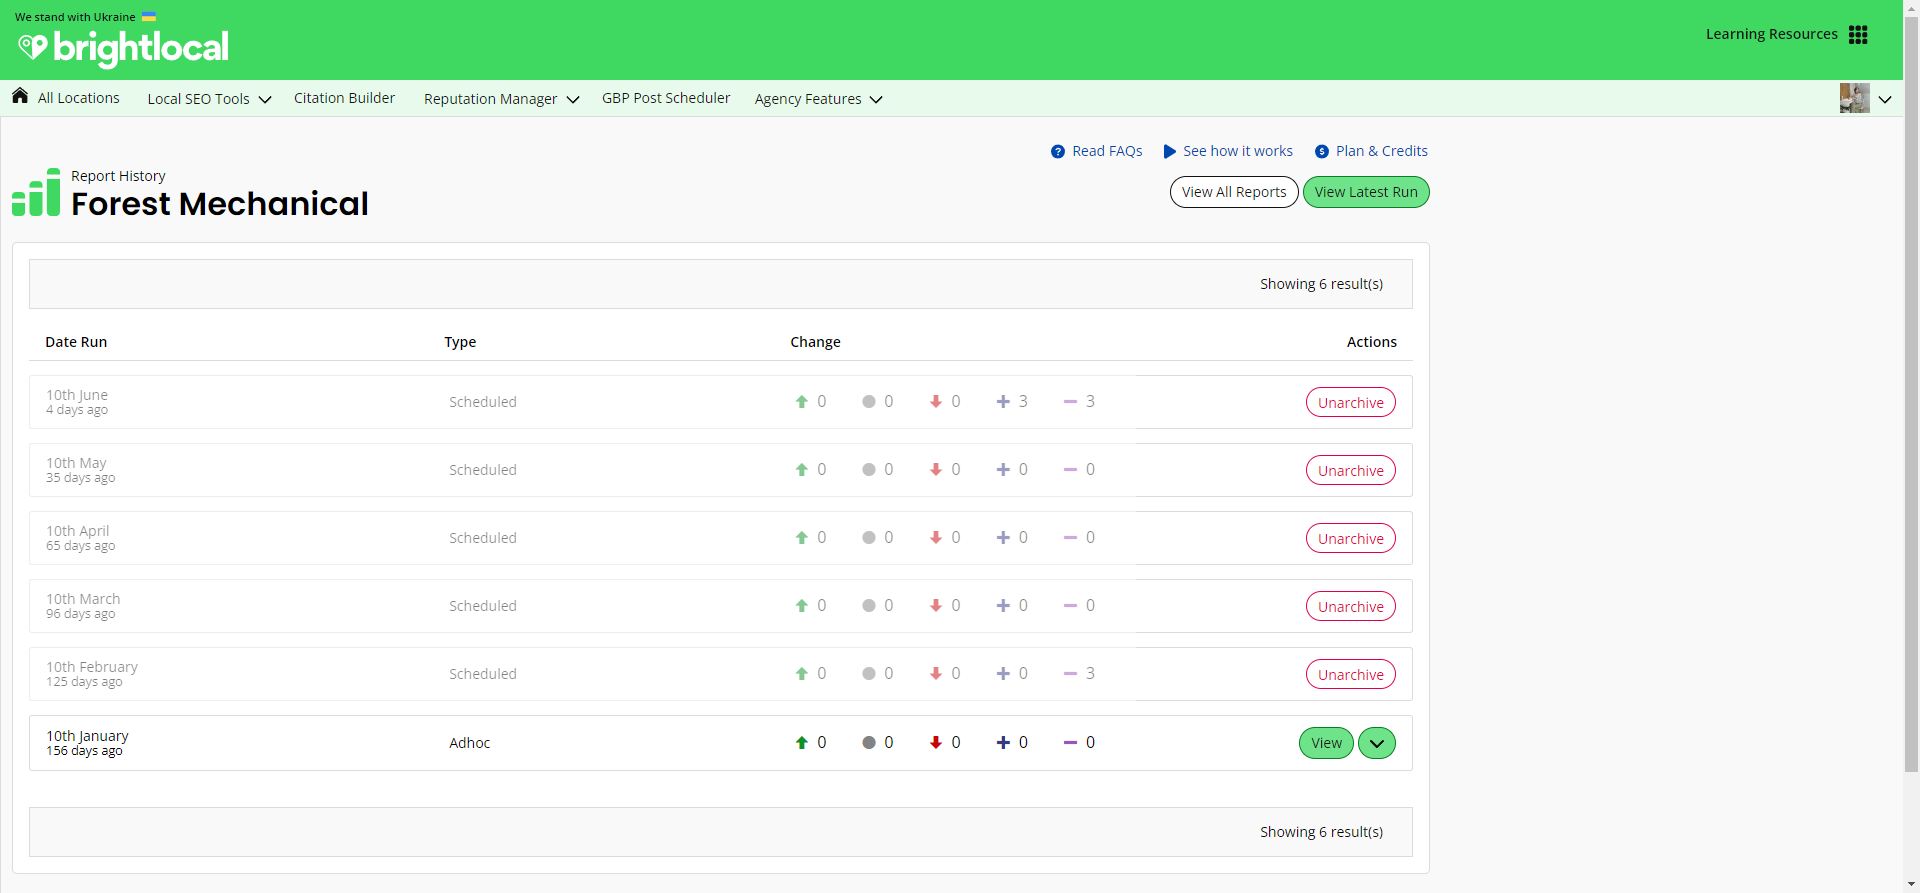 We stand with Ukraine
brightlocal
Learning Resources
All Locations
Local SEO Tools
Citation Builder
Reputation Manager
GBP Post Scheduler
Agency Features
Read FAQs
See how it works
Plan & Credits
Report History
Forest Mechanical
View All Reports
View Latest Run
Showing 6 result(s)
Date Run Type Change Actions
10th June
4 days ago
Scheduled 0 0 0 3 3 Unarchive
10th May
35 days ago
Scheduled 0 0 0 0 0 Unarchive
10th April
65 days ago
Scheduled 0 0 0 0 0 Unarchive
10th March
96 days ago
Scheduled 0 0 0 0 0 Unarchive
10th February
125 days ago
Scheduled 0 0 0 0 3 Unarchive
10th January
156 days ago
Adhoc 0 0 0 0 0 View
Showing 6 result(s)